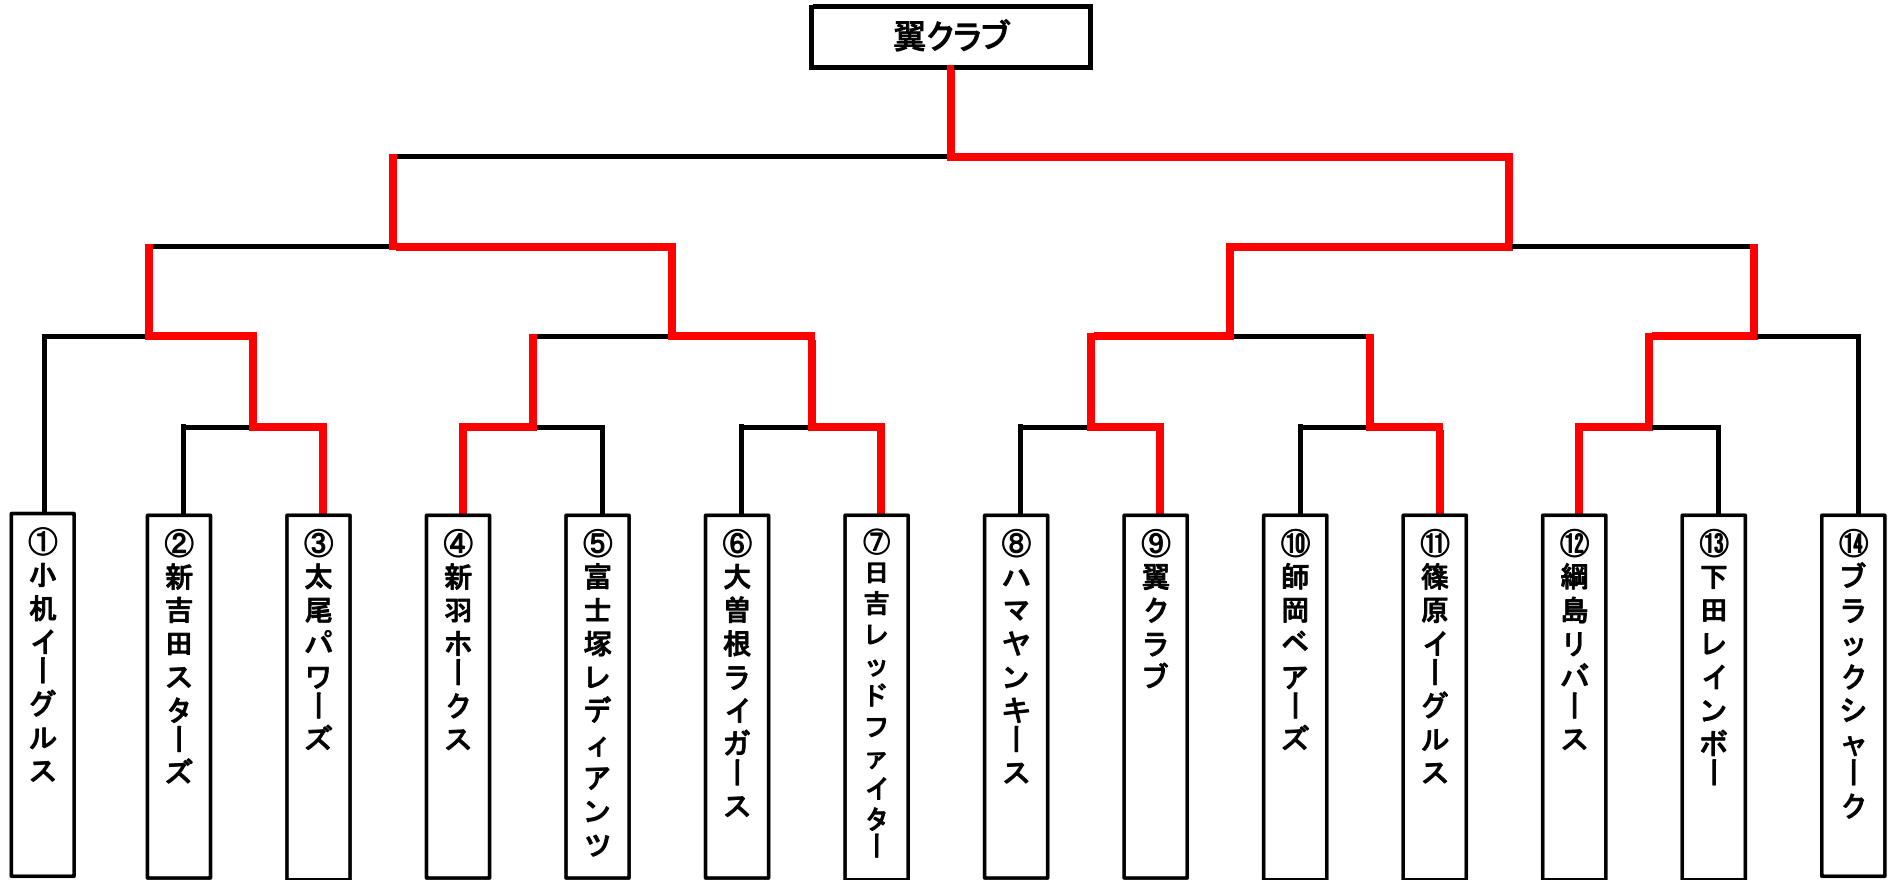 翼クラブ
①小机イーグルス
②新吉田スターズ
③太尾パワーズ
④新羽ホークス
⑤富士塚レディアンツ
⑥大曽根ライガース
⑦日吉レッドファイター
⑧ハマヤンキース
⑨翼クラブ
⑩師岡ベアーズ
⑪篠原イーグルス
⑫綱島リバース
⑬下田レインボー
⑭ブラックシャーク